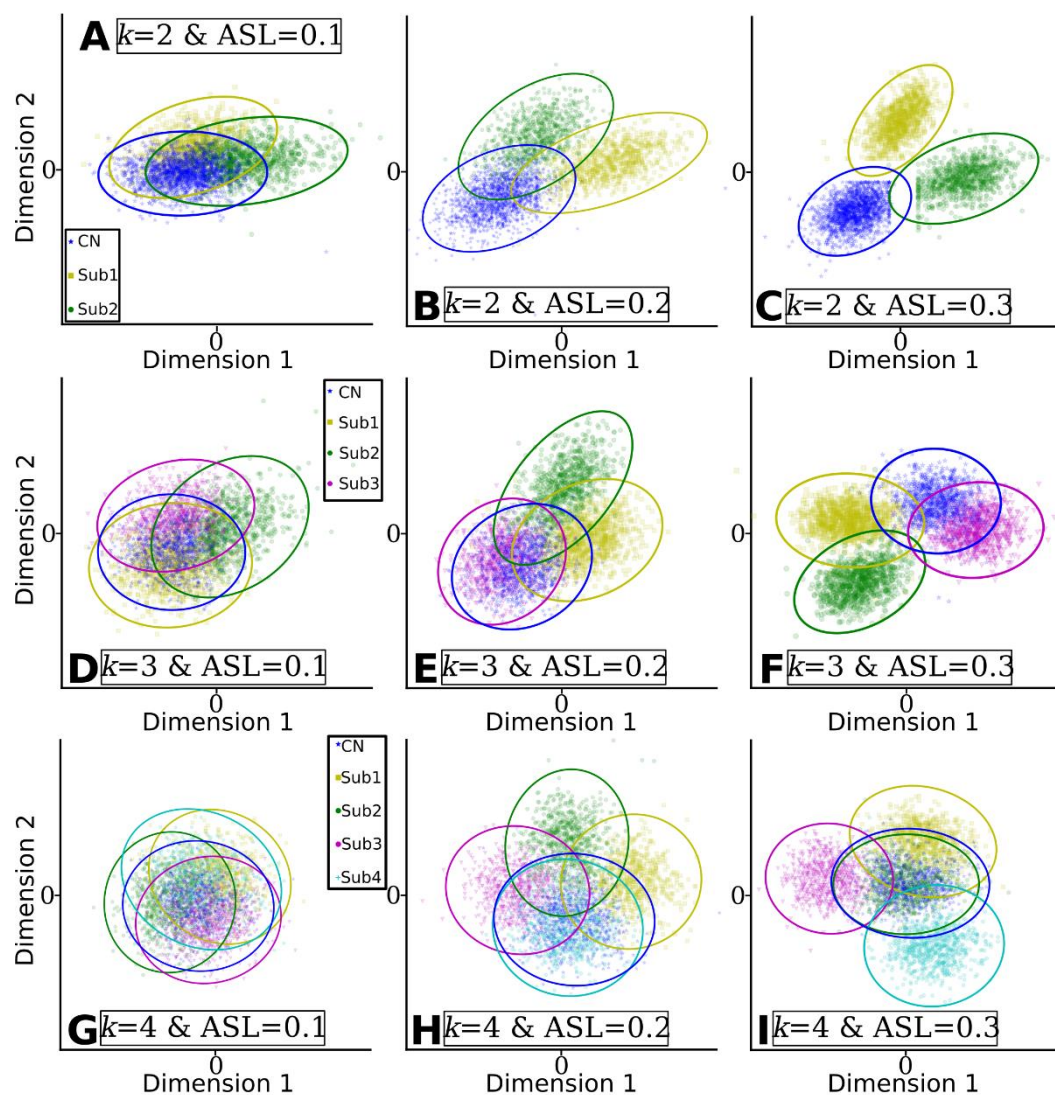 A k=2 & ASL=0.1
Dimension 2
0
CN
Sub1
Sub2
0
Dimension 1
0
B k=2 & ASL=0.2
0
Dimension 1
0
C k=2 & ASL=0.3
0
Dimension 1
CN
Sub1
Sub2
Sub3
Dimension 2
0
D k=3 & ASL=0.1
0
Dimension 1
0
E k=3 & ASL=0.2
0
Dimension 1
0
F k=3 & ASL=0.3
0
Dimension 1
CN
Sub1
Sub2
Sub3
Sub4
Dimension 2
0
G k=4 & ASL=0.1
0
Dimension 1
0
H k=4 & ASL=0.2
0
Dimension 1
0
I k=4 & ASL=0.3
0
Dimension 1